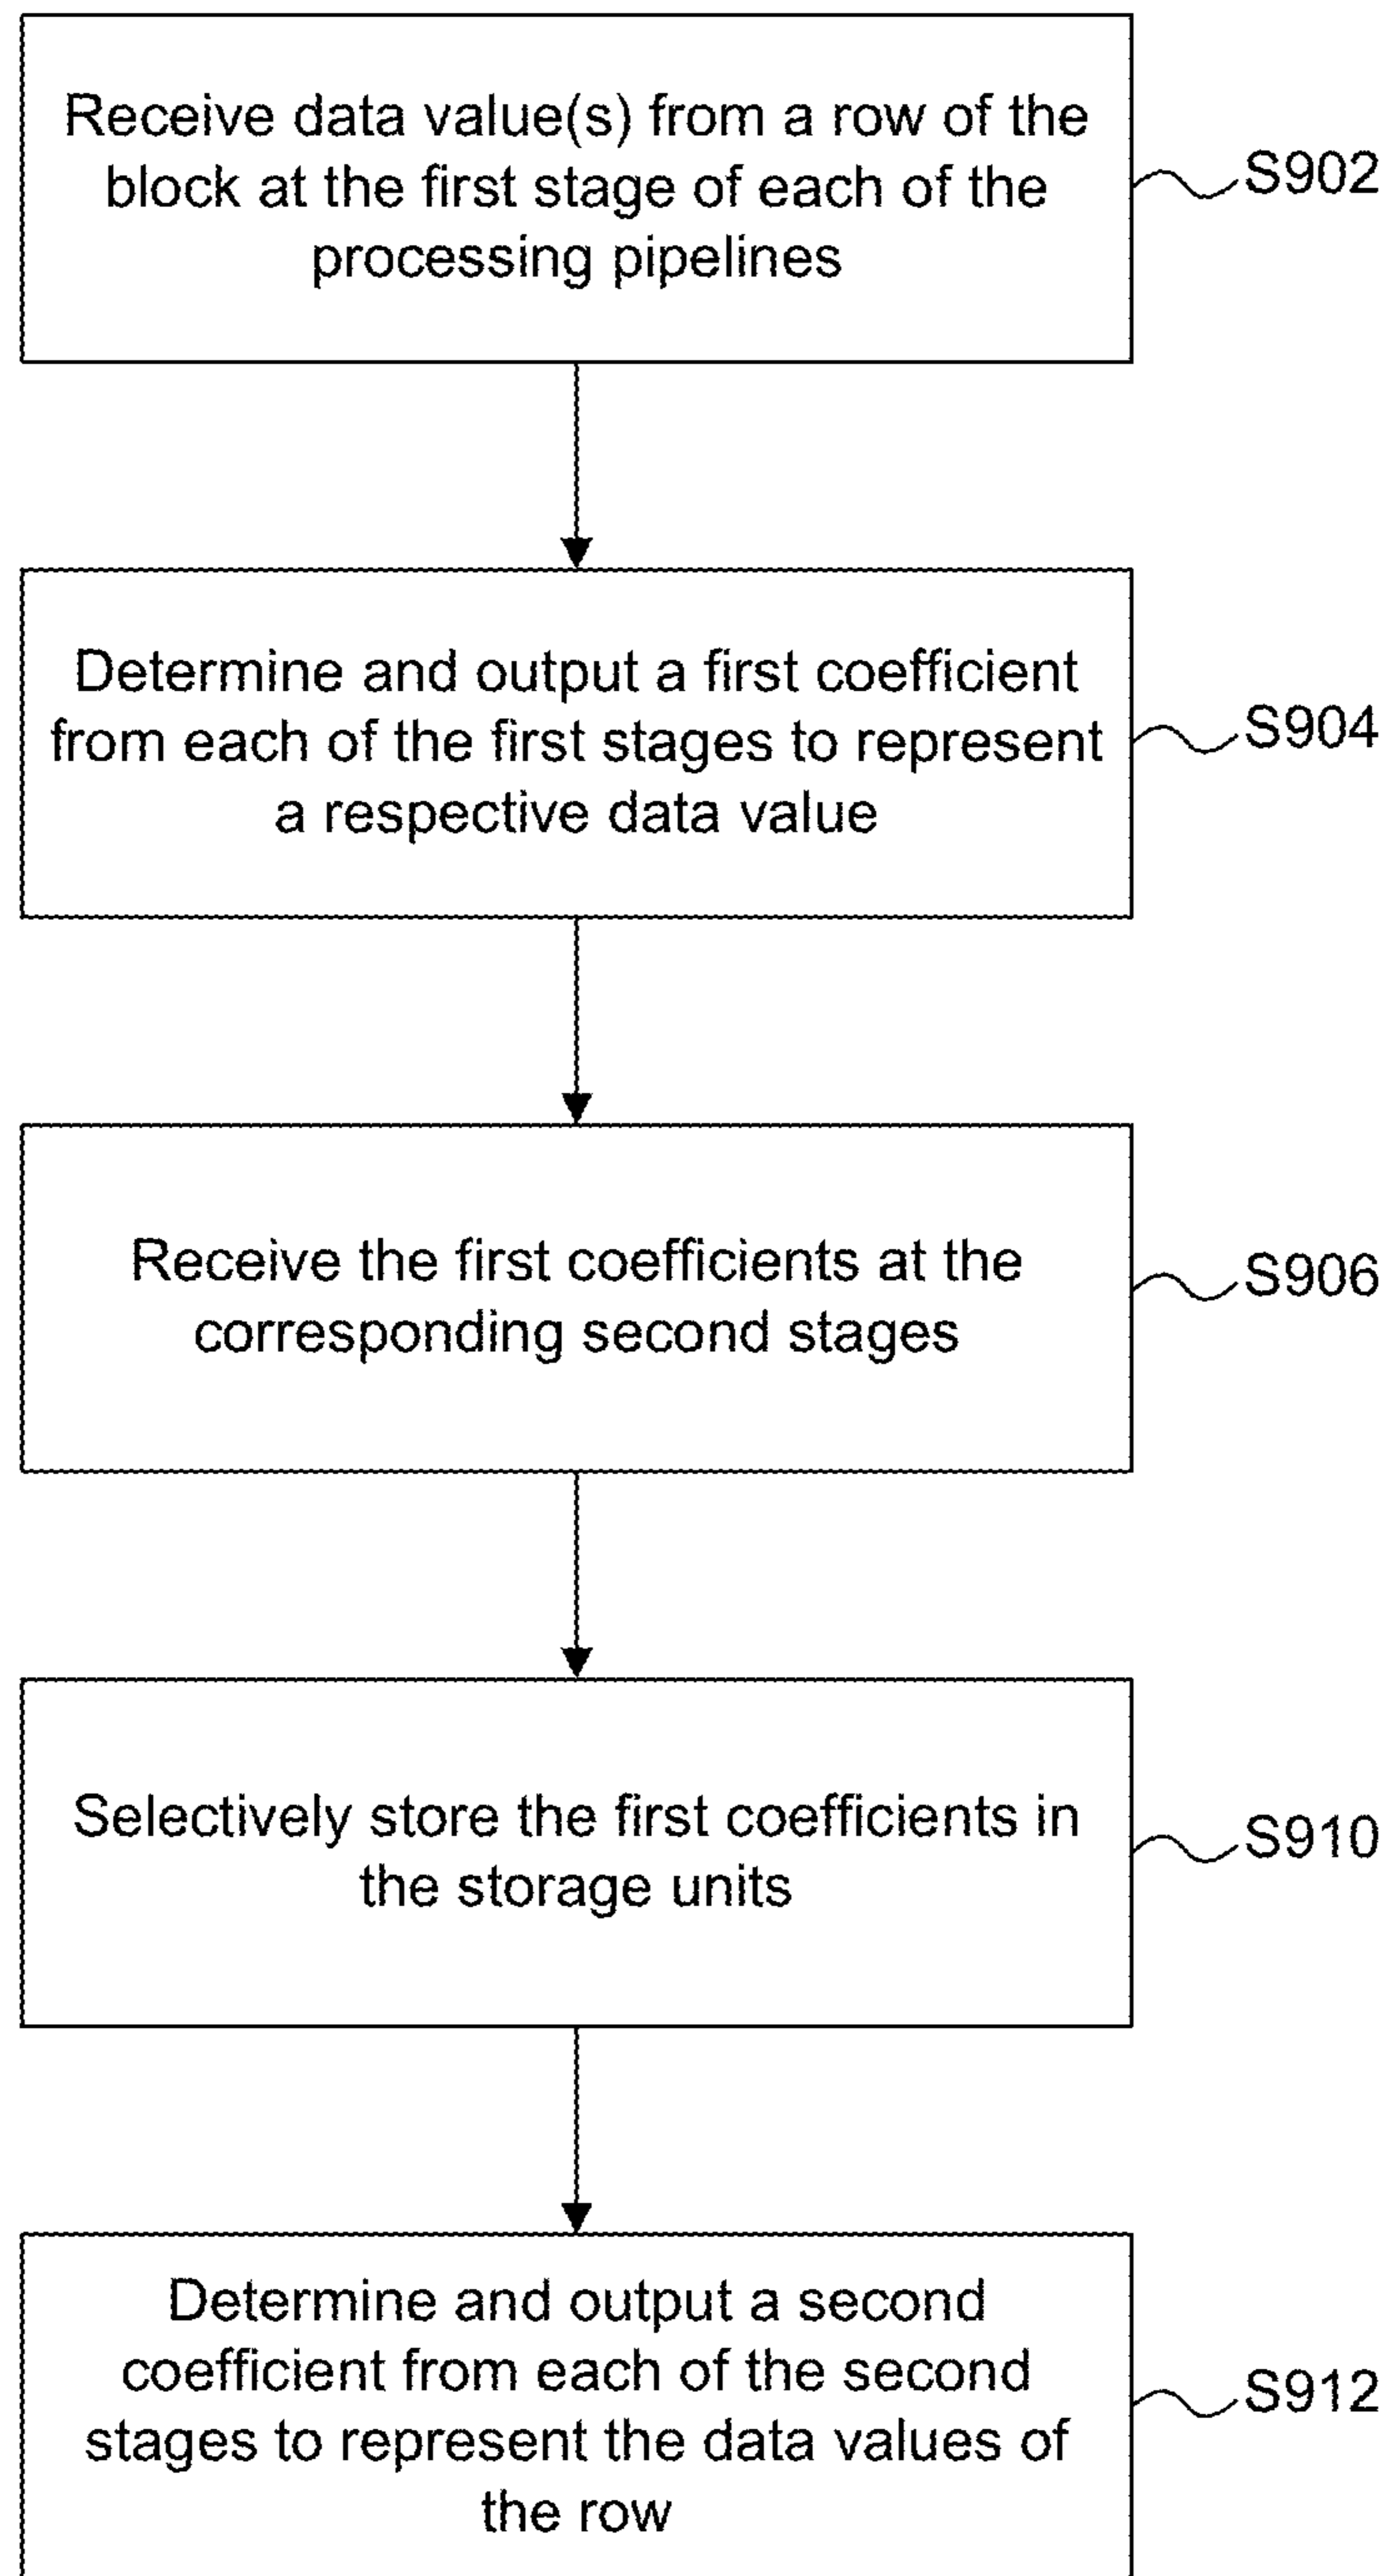 Receive data value(s) from a row of the
block at the first stage of each of the
processing pipelines
S902
Determine and output a first coefficient
from each of the first stages to represent
a respective data value
S904
Receive the first coefficients at the
corresponding second stages
S906
Selectively store the first coefficients in
the storage units
S910
Determine and output a second
coefficient from each of the second
stages to represent the data values of
the row
S912